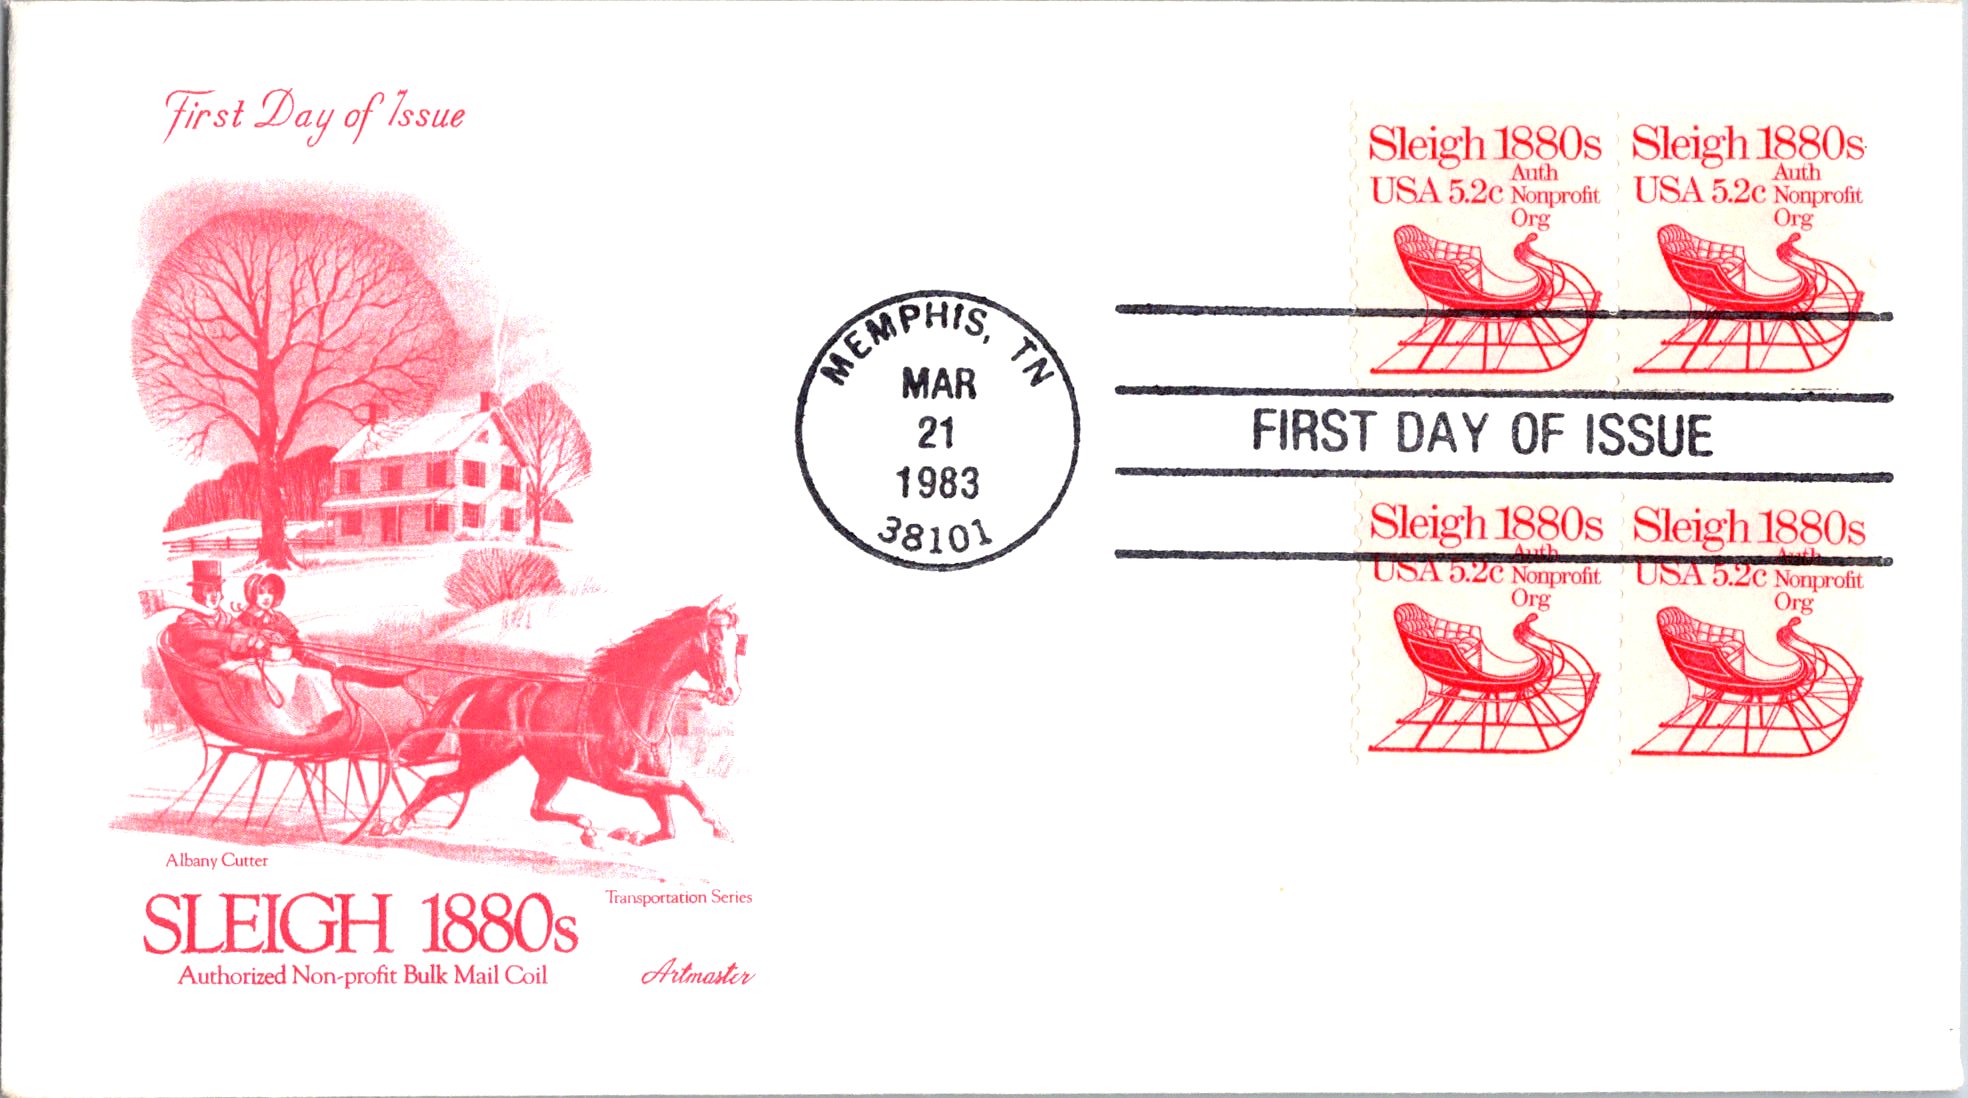 First Day of Issue
Sleigh 1880s
USA 5.2c
Auth
Nonprofit
Org
Sleigh 1880s
USA 5.2c
Auth
Nonprofit
Org
MEMPHIS, TN
MAR
21
1983
38101
FIRST DAY OF ISSUE
Sleigh 1880s
USA 5.2c
Auth
Nonprofit
Org
Sleigh 1880s
USA 5.2c
Auth
Nonprofit
Org
Albany Cutter
Transportation Series
SLEIGH 1880s
Authorized Non-profit Bulk Mail Coil
Artmaster